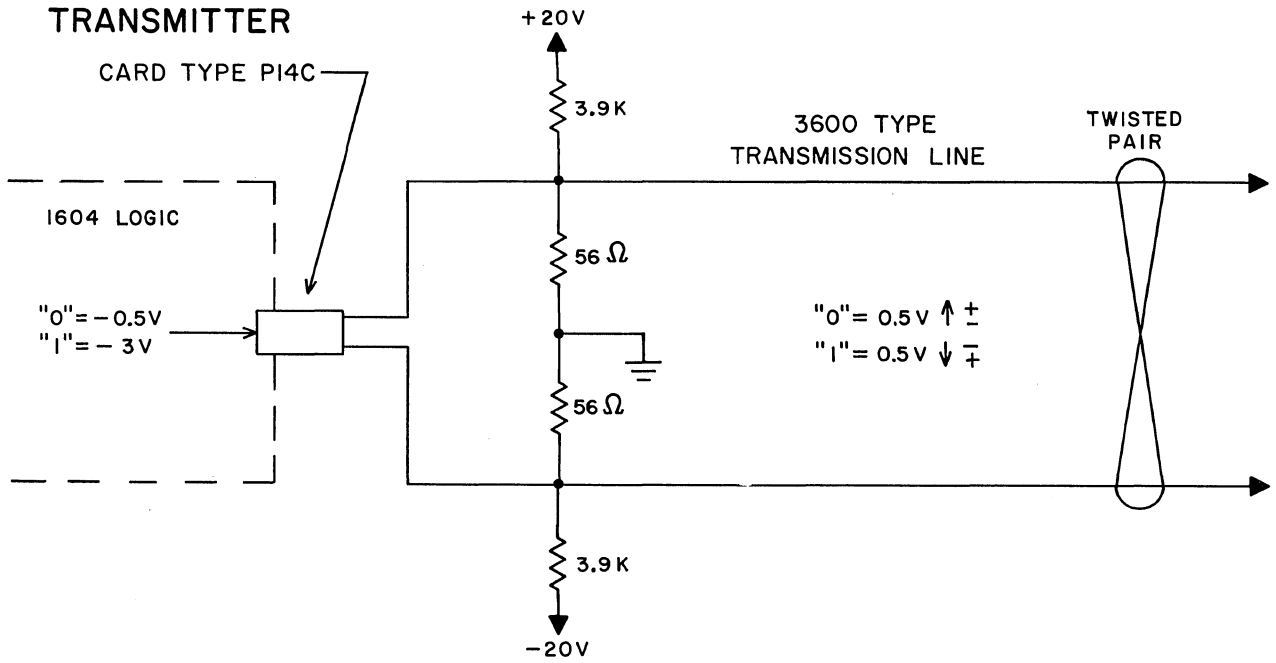 TRANSMITTER
CARD TYPE P14C
+20V
3.9K
3600 TYPE
TRANSMISSION LINE
TWISTED
PAIR
1604 LOGIC
56 Ω
"0" = -0.5V
"1" = - 3V
"0" = 0.5V ↑ + -
"1" = 0.5V ↓ - +
56 Ω
3.9K
-20V